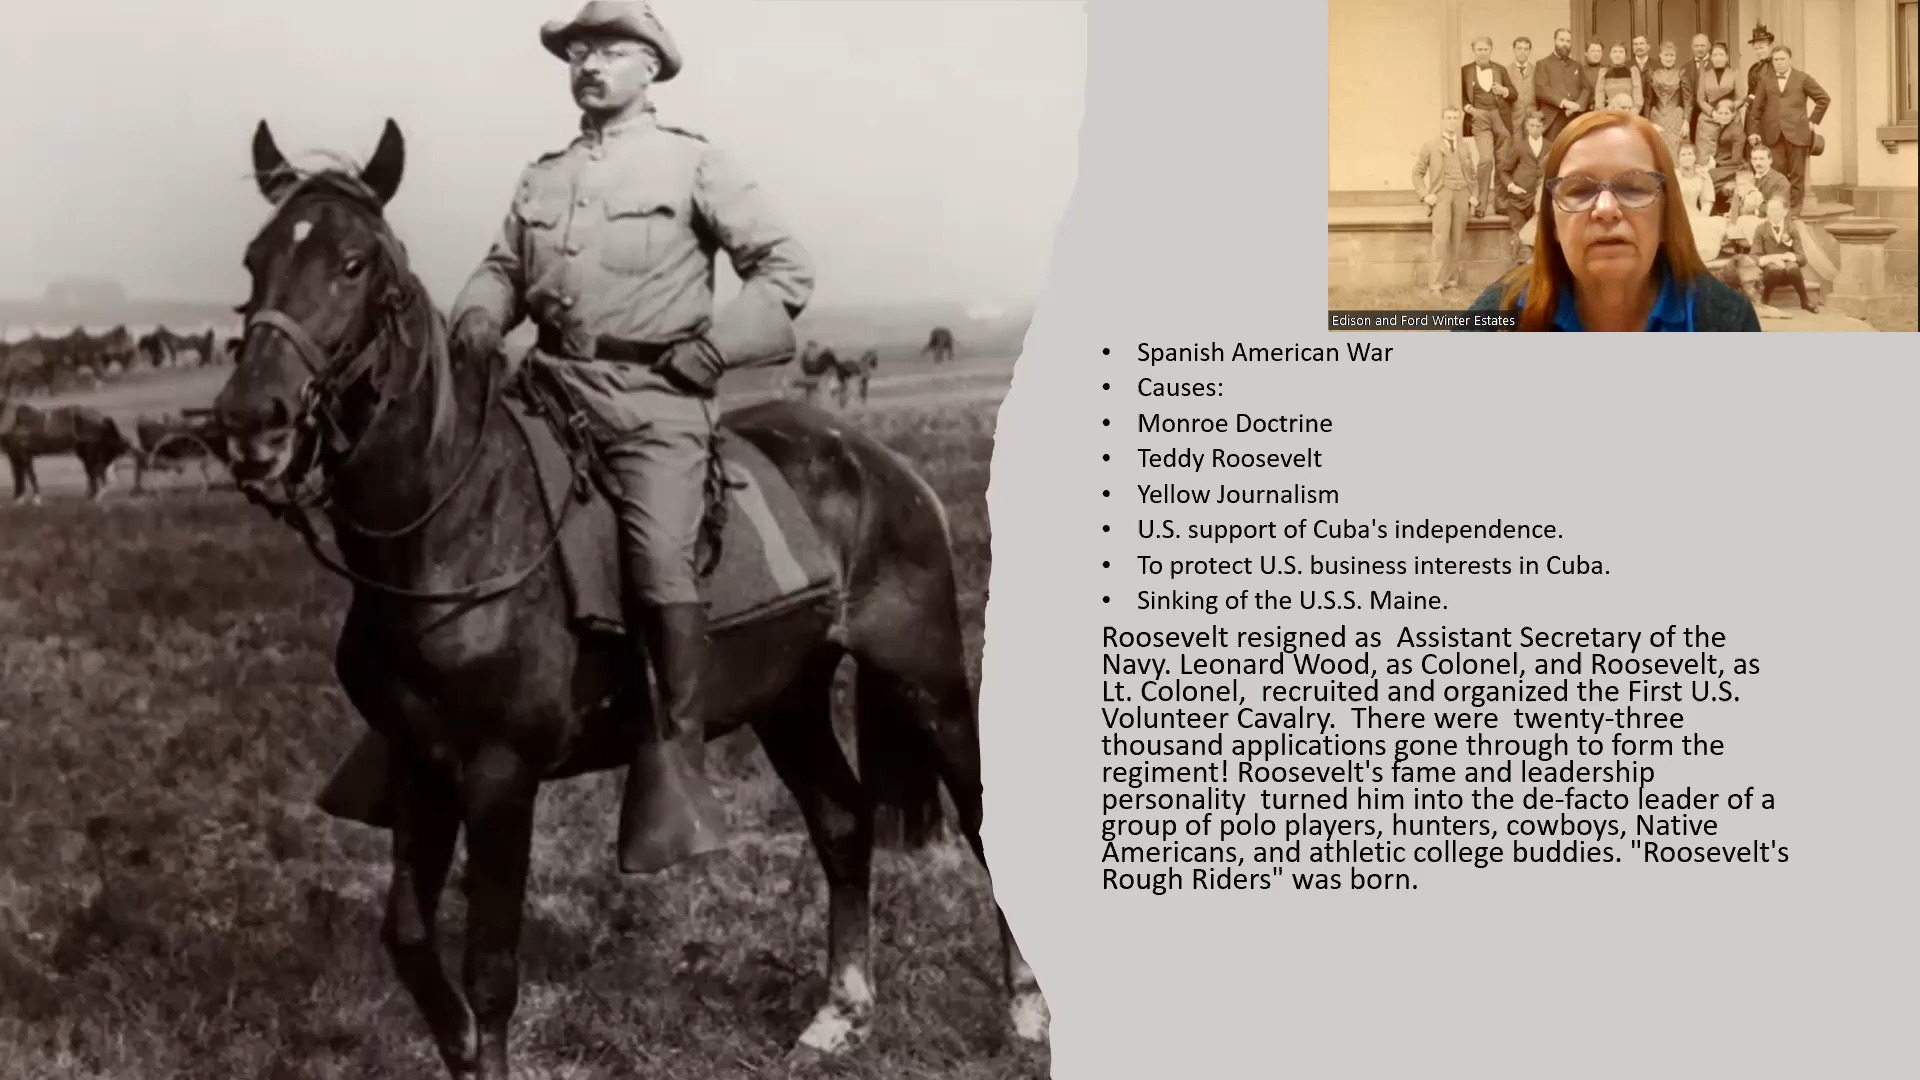 Edison and Ford Winter Estates
• Spanish American War
• Causes:
• Monroe Doctrine
• Teddy Roosevelt
• Yellow Journalism
• U.S. support of Cuba's independence.
• To protect U.S. business interests in Cuba.
• Sinking of the U.S.S. Maine.
Roosevelt resigned as  Assistant Secretary of the
Navy. Leonard Wood, as Colonel, and Roosevelt, as
Lt. Colonel,  recruited and organized the First U.S.
Volunteer Cavalry.  There were  twenty-three
thousand applications gone through to form the
regiment! Roosevelt's fame and leadership
personality  turned him into the de-facto leader of a
group of polo players, hunters, cowboys, Native
Americans, and athletic college buddies. "Roosevelt's
Rough Riders" was born.